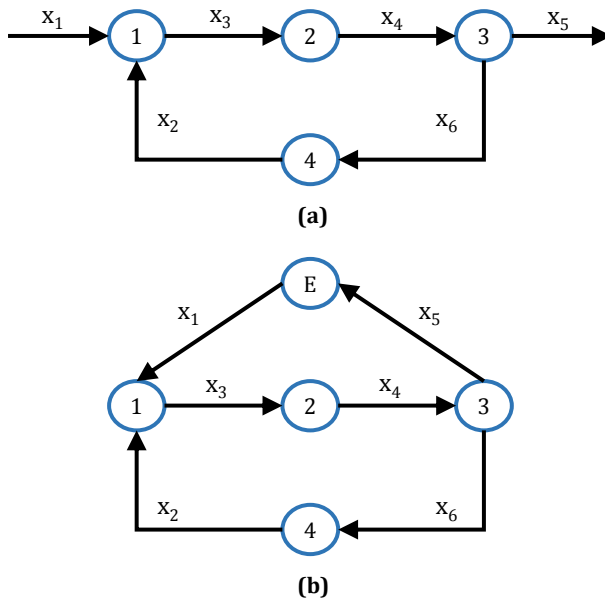 x₁ x₃ x₄ x₅
1 2 3
x₂ x₆
4
(a)
E
x₁ x₅
x₃ x₄
1 2 3
x₂ x₆
4
(b)